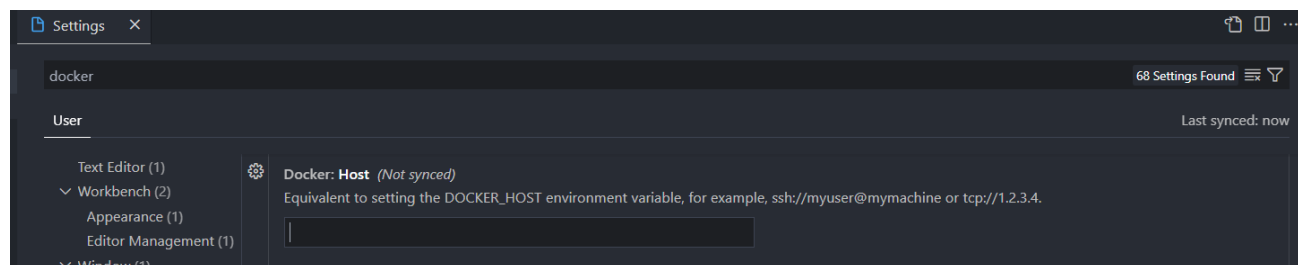 Settings
docker
68 Settings Found
User
Last synced: now
Text Editor (1)
Workbench (2)
Appearance (1)
Editor Management (1)
Window (1)
Docker: Host (Not synced)
Equivalent to setting the DOCKER_HOST environment variable, for example, ssh://myuser@mymachine or tcp://1.2.3.4.